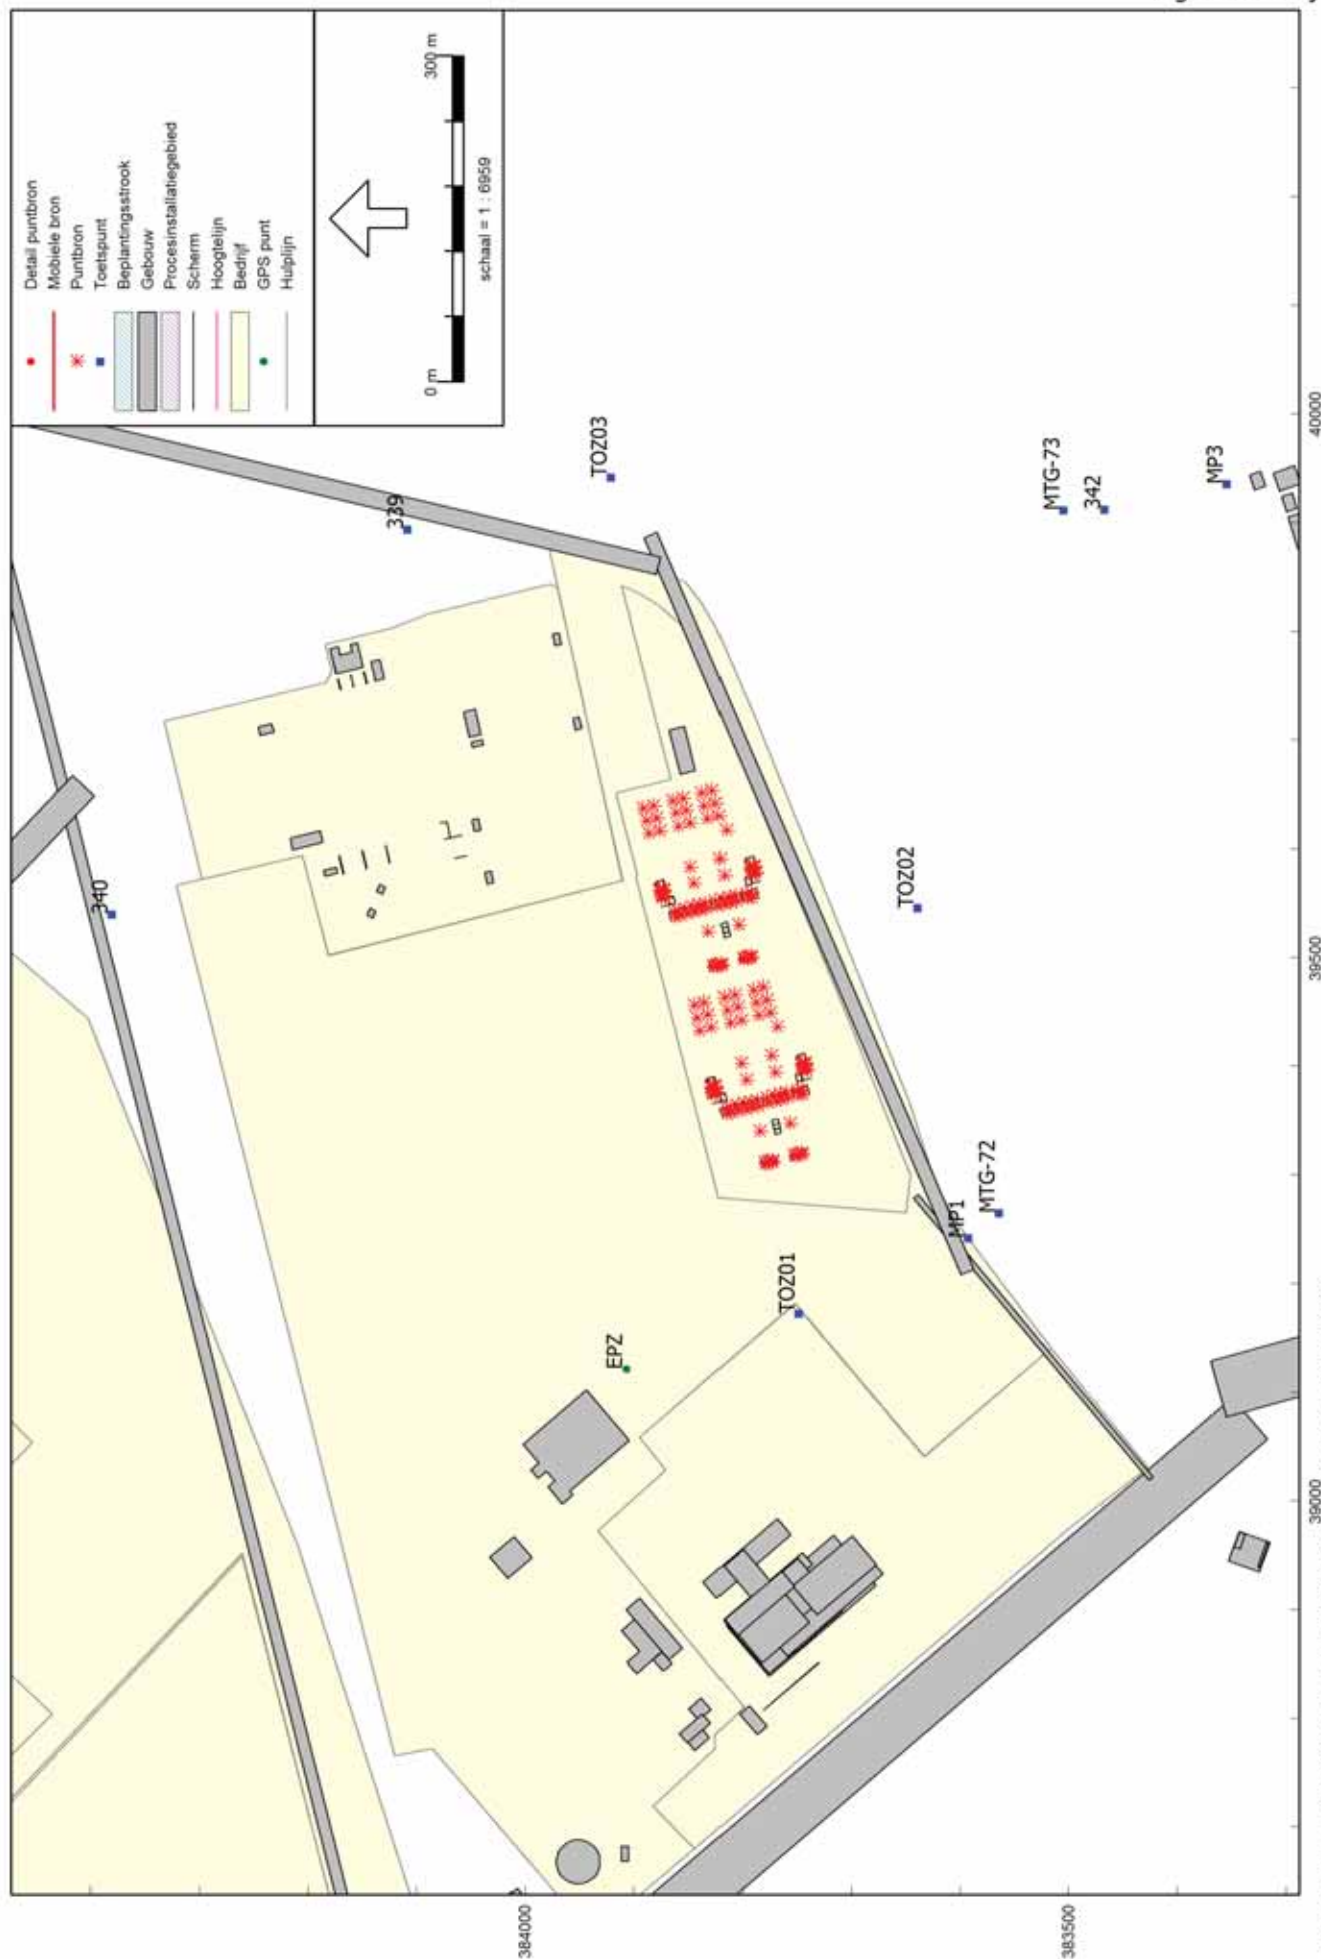 Detail puntbron
Mobiele bron
Puntbron
Toetspunt
Beplantingsstrook
Gebouw
Procesinstallatiegebied
Scherm
Hoogtelijn
Bedrijf
GPS punt
Hulplijn
0 m
300 m
schaal = 1 : 6959
340
339
TOZ03
EPZ
TOZ01
TOZ02
MP1
MTG-72
MTG-73
342
MP3
384000
383500
39000
39500
40000